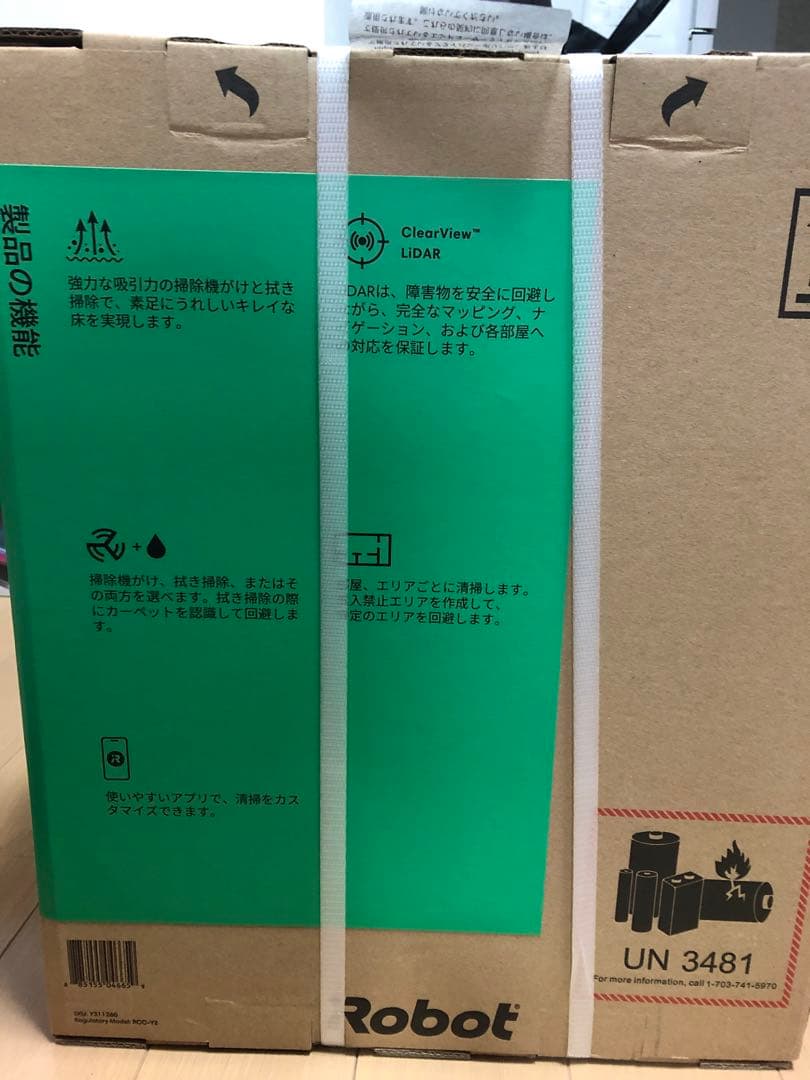 製品の機能
強力な吸引力の掃除機がけと拭き
掃除で、素足にうれしいキレイな
床を実現します。
ClearView™
LiDAR
DARは、障害物を安全に回避し
ながら、完全なマッピング、ナ
ゲーション、および各部屋へ
の対応を保証します。
+
掃除機がけ、拭き掃除、またはそ
の両方を選べます。拭き掃除の際
にカーペットを認識して回避しま
す。
屋、エリアごとに清掃します。
入禁止エリアを作成して、
定のエリアを回避します。
使いやすいアプリで、清掃をカス
タマイズできます。
UN 3481
For more information, call 1-703-741-5970
SKU: Y311260
Regulatory Model: RCC-Y2
Robot